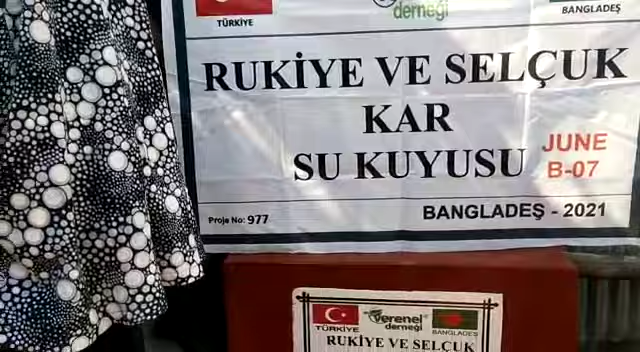 TÜRKİYE
derneği
BANGLADEŞ
RUKİYE VE SELÇUK
KAR
SU KUYUSU
JUNE
B-07
Proje No: 977
BANGLADEŞ - 2021
TÜRKİYE
Verenel
derneği
BANGLADEŞ
RUKİYE VE SELÇUK